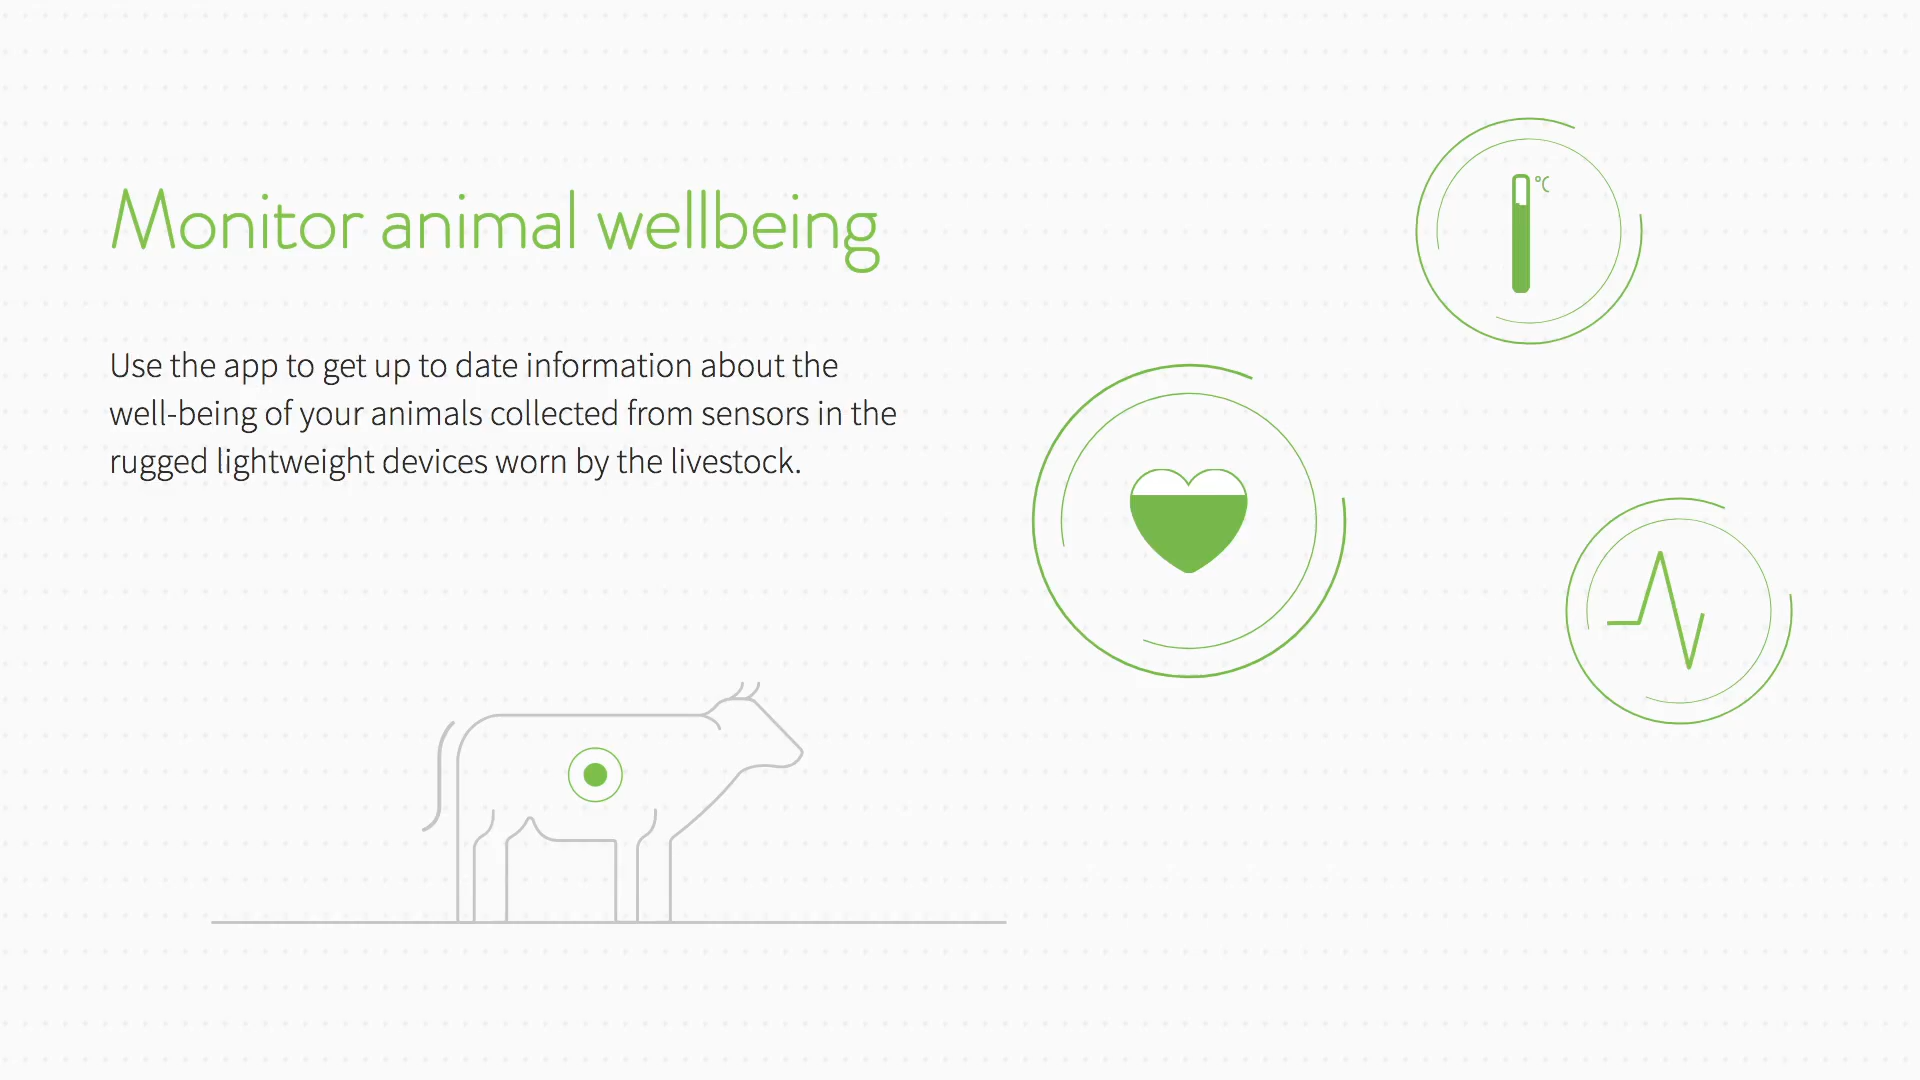 Monitor animal wellbeing
Use the app to get up to date information about the
well-being of your animals collected from sensors in the
rugged lightweight devices worn by the livestock.
°C